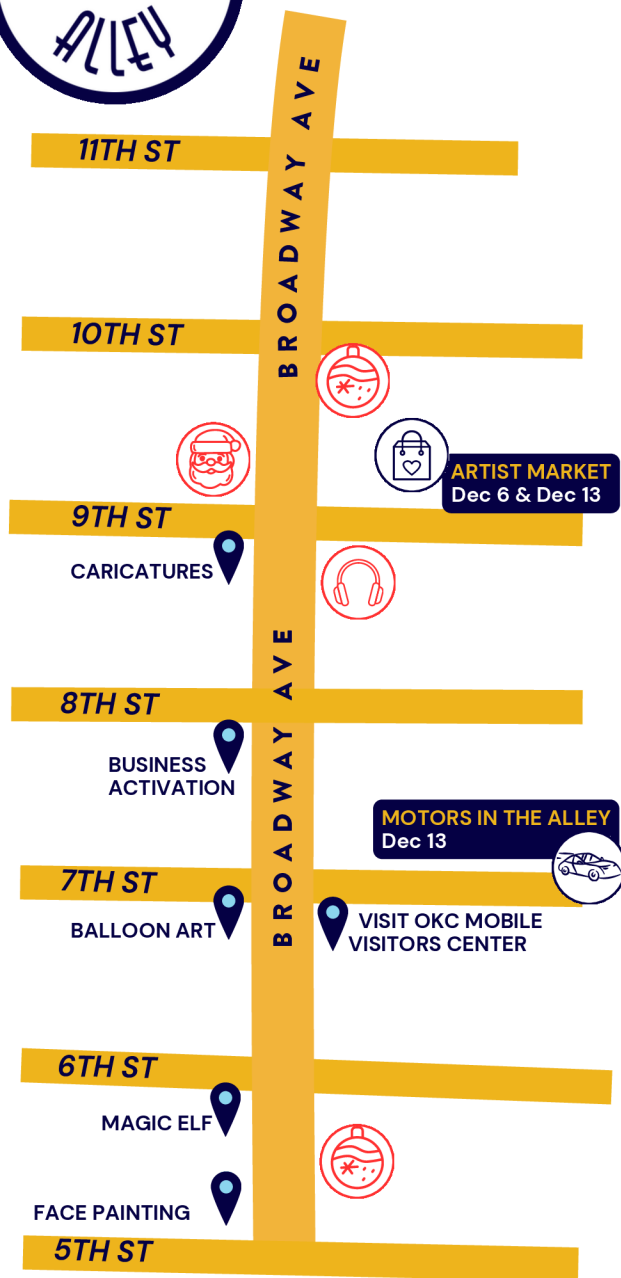 ALLEY
BROADWAY AVE
11TH ST
10TH ST
ARTIST MARKET
Dec 6 & Dec 13
9TH ST
CARICATURES
BROADWAY AVE
8TH ST
BUSINESS
ACTIVATION
MOTORS IN THE ALLEY
Dec 13
7TH ST
BALLOON ART
VISIT OKC MOBILE
VISITORS CENTER
6TH ST
MAGIC ELF
FACE PAINTING
5TH ST